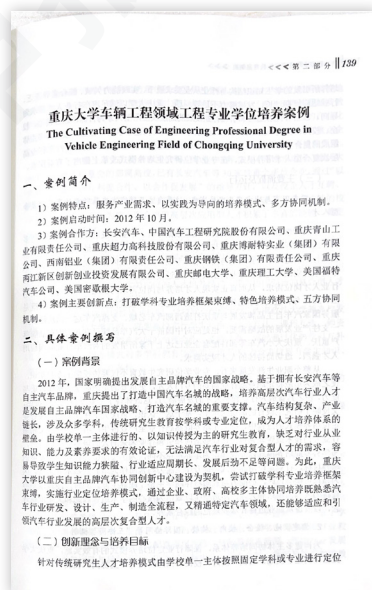 <<< 第二部分 139
重庆大学车辆工程领域工程专业学位培养案例
The Cultivating Case of Engineering Professional Degree in
Vehicle Engineering Field of Chongqing University
一、案例简介
1）案例特点：服务产业需求、以实践为导向的培养模式、多方协同机制。
2）案例启动时间：2012 年 10 月。
3）案例合作方：长安汽车、中国汽车工程研究院股份有限公司、重庆青山工
业有限责任公司、重庆超力高科技股份有限公司、重庆博耐特实业（集团）有限
公司、西南铝业（集团）有限责任公司、重庆钢铁（集团）有限责任公司、重庆
两江新区创新创业投资发展有限公司、重庆邮电大学、重庆理工大学、美国福特
汽车公司、美国密歇根大学。
4）案例主要创新点：打破学科专业培养框架束缚、特色培养模式、五方协同
机制。
二、具体案例撰写
（一）案例背景
2012 年，国家明确提出发展自主品牌汽车的国家战略。基于拥有长安汽车等
自主汽车品牌，重庆提出了打造中国汽车名城的战略，培养高层次汽车行业人才
是发展自主品牌汽车国家战略、打造汽车名城的重要支撑。汽车结构复杂、产业
链长，涉及众多学科，传统研究生教育按学科或专业定位，成为人才培养体系的
壁垒。由学校单一主体进行的、以知识传授为主的研究生教育，缺乏对行业从业
知识、能力及素养要求的有效论证，无法满足汽车行业对复合型人才的需求，容
易导致学生知识能力狭隘、行业适应周期长、发展后劲不足等问题。为此，重庆
大学以重庆自主品牌汽车协同创新中心建设为契机，尝试打破学科专业培养框架
束缚，实施行业定位培养模式，通过企业、政府、高校多主体协同培养既熟悉汽
车行业研发、设计、生产、制造全流程，又精通特定汽车领域，还能够适应和引
领汽车行业发展的高层次复合型人才。
（二）创新理念与培养目标
针对传统研究生人才培养模式由学校单一主体按照固定学科或专业进行定位